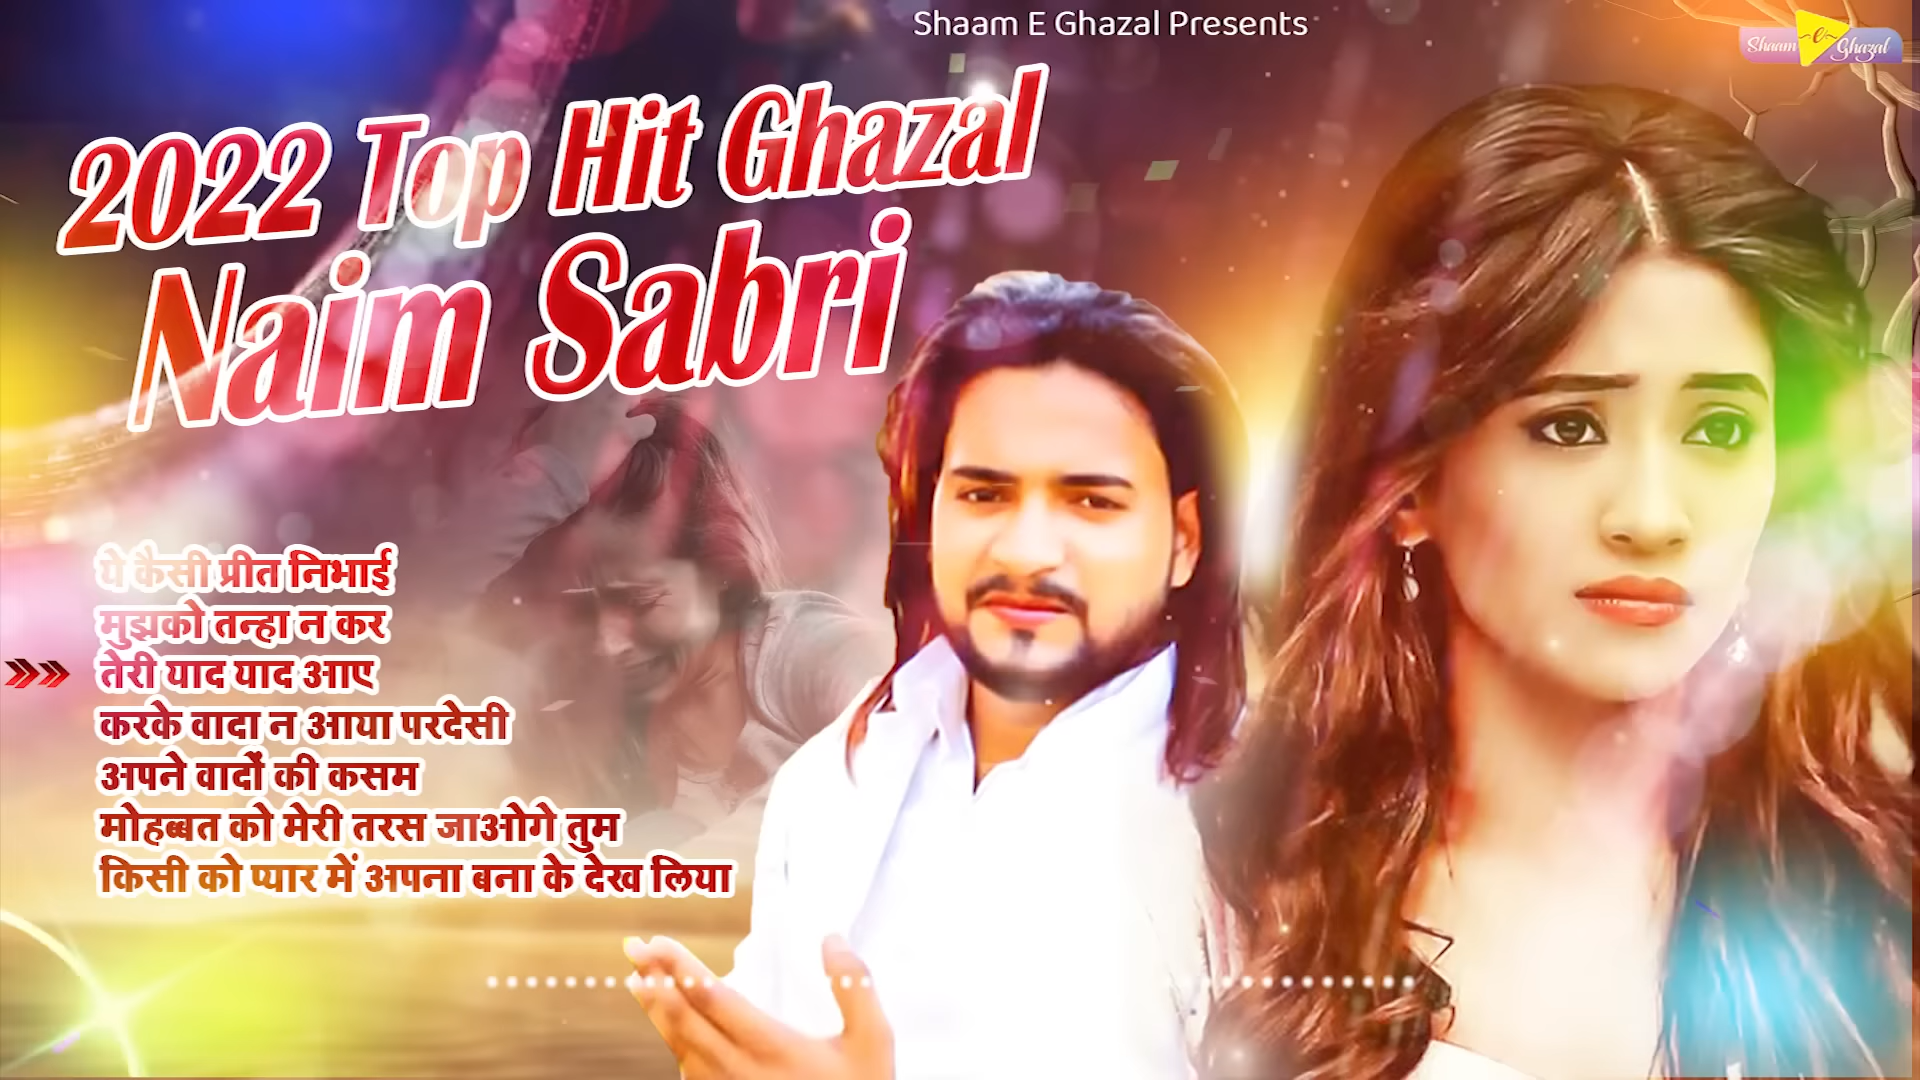 Shaam E Ghazal Presents
Shaam -e- Ghazal
2022 Top Hit Ghazal
Naim Sabri
ये कैसी प्रीत निभाई
मुझको तन्हा न कर
तेरी याद याद आए
करके वादा न आया परदेसी
अपने वादों की कसम
मोहब्बत को मेरी तरस जाओगे तुम
किसी को प्यार में अपना बना के देख लिया